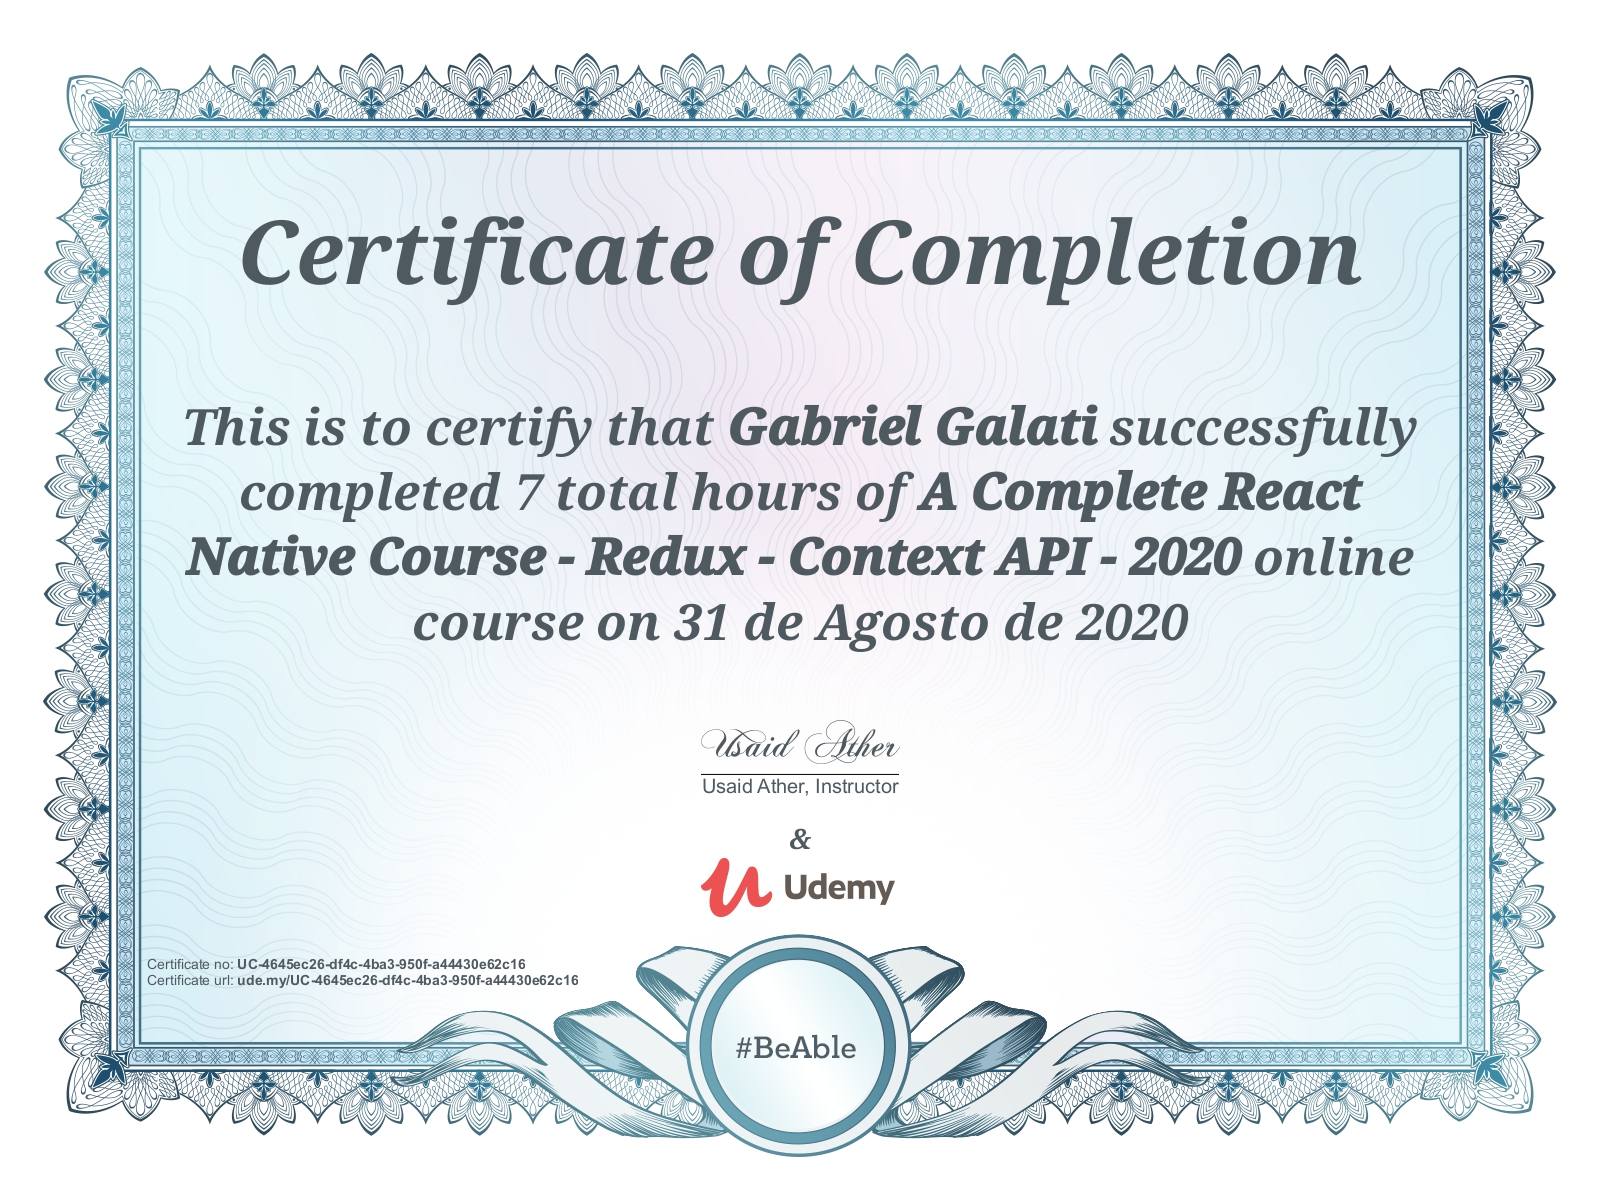 Certificate of Completion
This is to certify that Gabriel Galati successfully
completed 7 total hours of A Complete React
Native Course - Redux - Context API - 2020 online
course on 31 de Agosto de 2020
Usaid Ather
Usaid Ather, Instructor
&
Udemy
Certificate no: UC-4645ec26-df4c-4ba3-950f-a44430e62c16
Certificate url: ude.my/UC-4645ec26-df4c-4ba3-950f-a44430e62c16
#BeAble